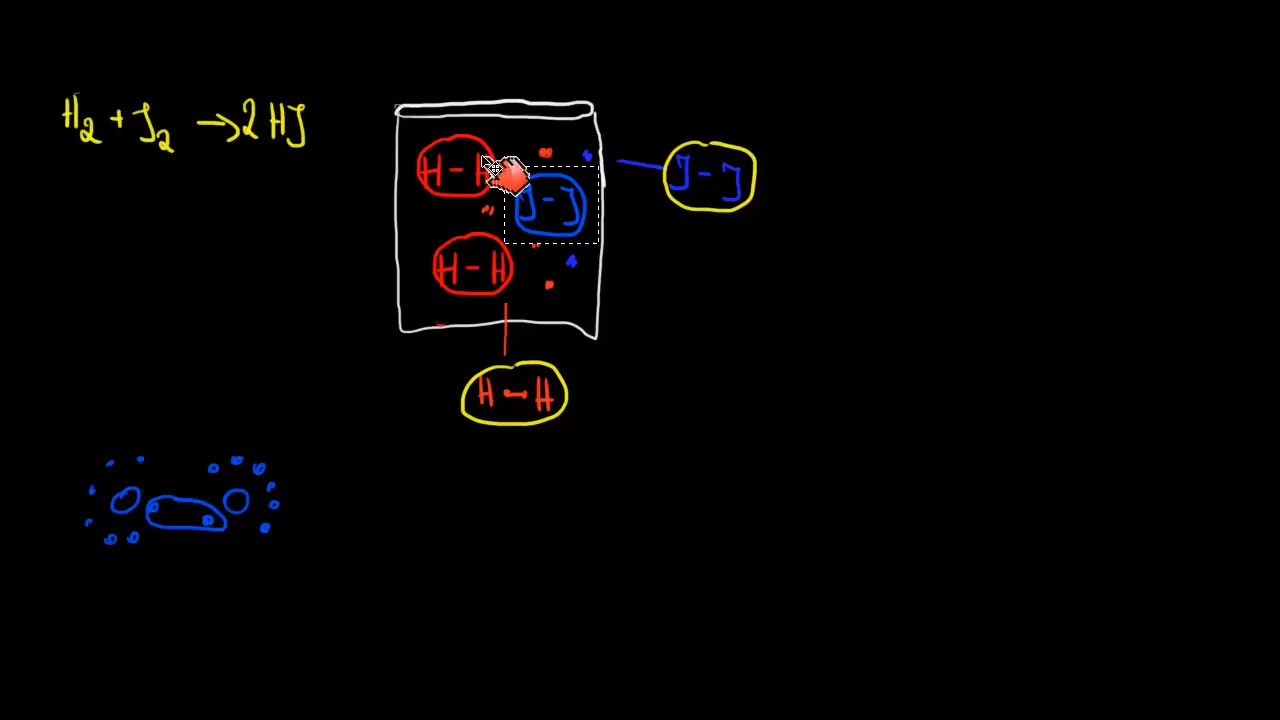 H₂ + J₂ → 2 HJ
H - H
J - J
J - J
H - H
H - H